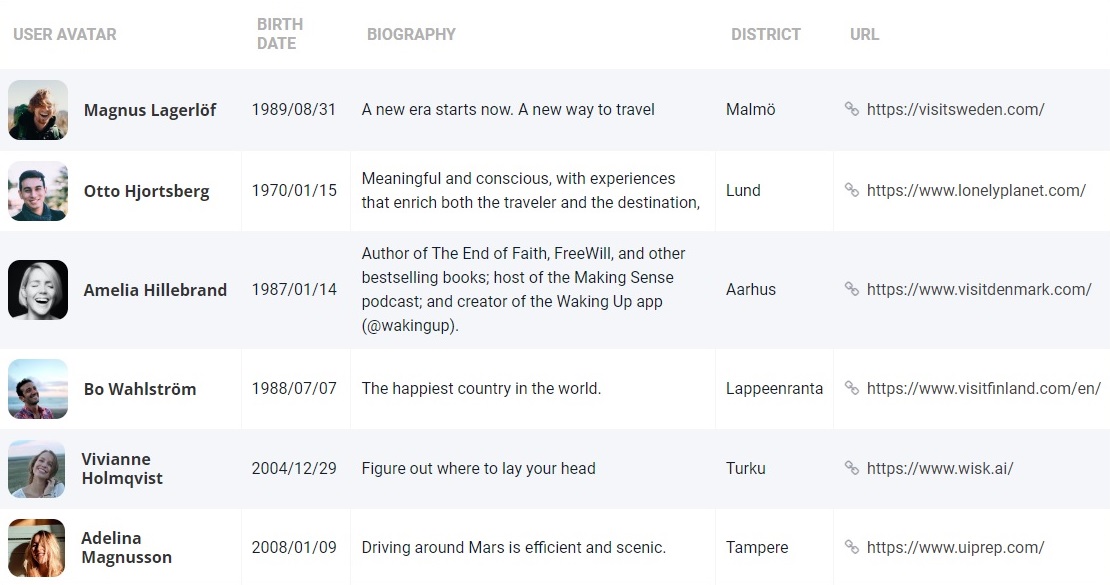 USER AVATAR
BIRTH
DATE
BIOGRAPHY
DISTRICT
URL
Magnus Lagerlöf
1989/08/31
A new era starts now. A new way to travel
Malmö
https://visitsweden.com/
Otto Hjortsberg
1970/01/15
Meaningful and conscious, with experiences
that enrich both the traveler and the destination,
Lund
https://www.lonelyplanet.com/
Amelia Hillebrand
1987/01/14
Author of The End of Faith, FreeWill, and other
bestselling books; host of the Making Sense
podcast; and creator of the Waking Up app
(@wakingup).
Aarhus
https://www.visitdenmark.com/
Bo Wahlström
1988/07/07
The happiest country in the world.
Lappeenranta
https://www.visitfinland.com/en/
Vivianne
Holmqvist
2004/12/29
Figure out where to lay your head
Turku
https://www.wisk.ai/
Adelina
Magnusson
2008/01/09
Driving around Mars is efficient and scenic.
Tampere
https://www.uiprep.com/